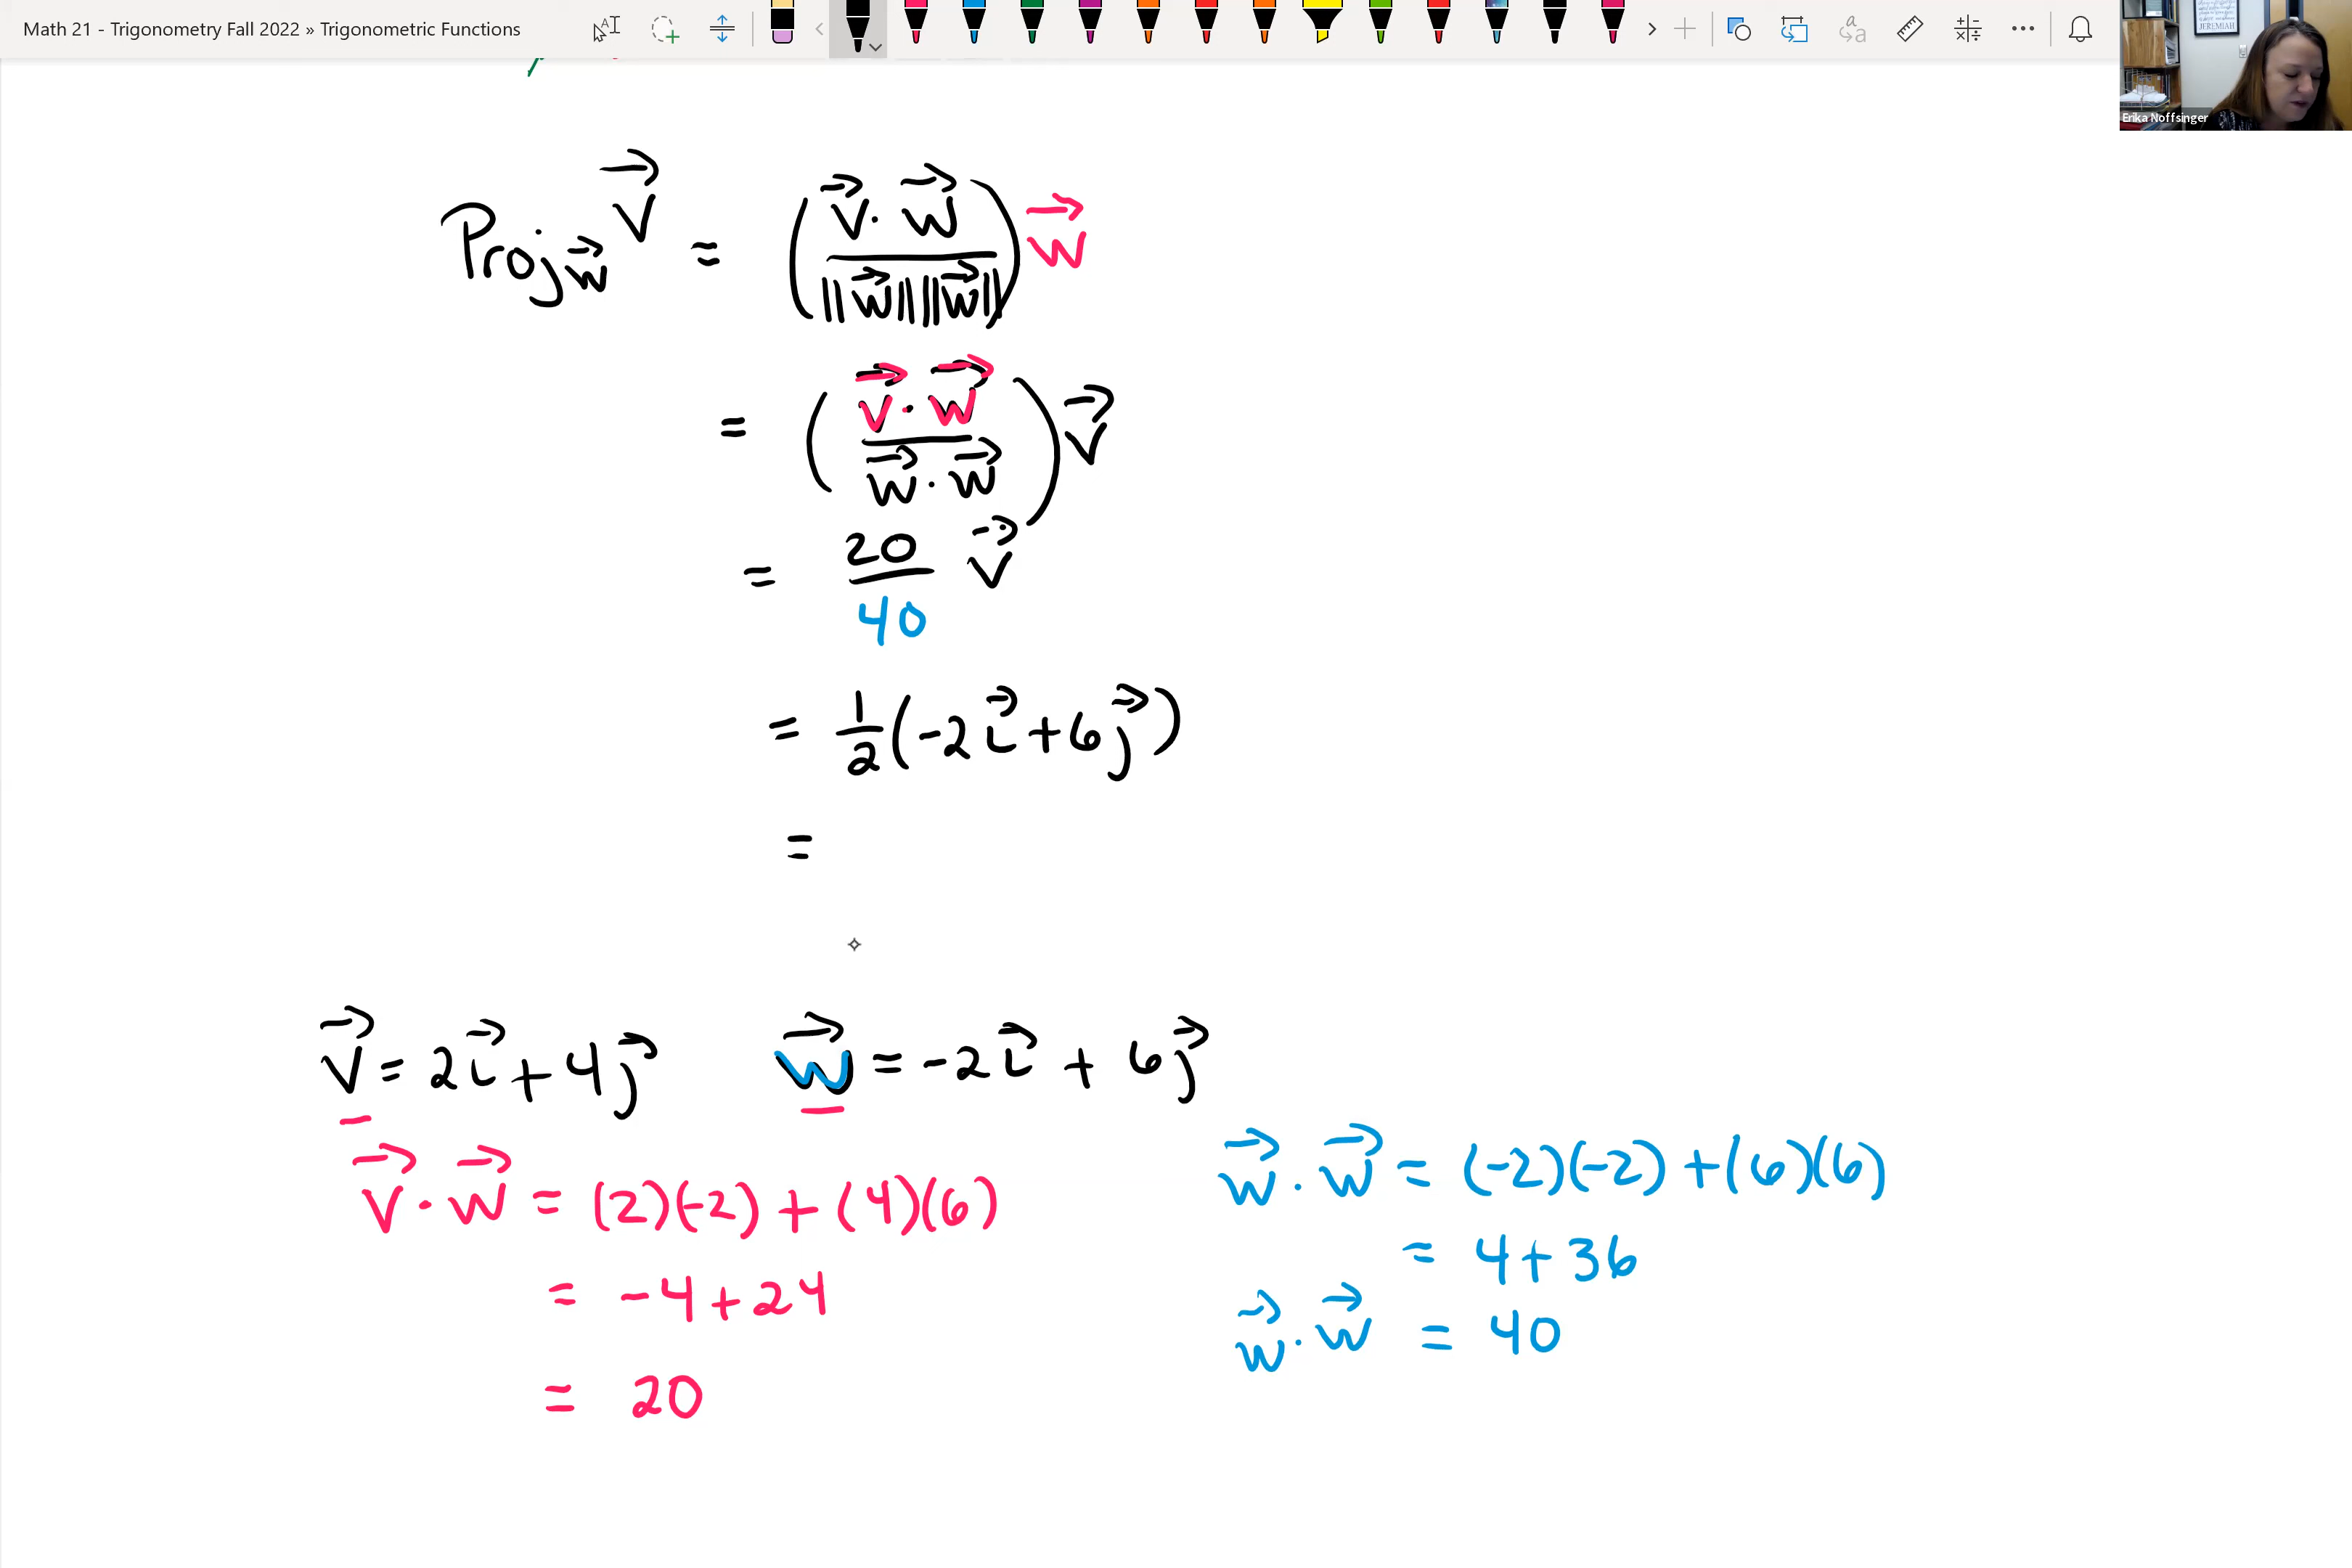 Math 21 - Trigonometry Fall 2022 » Trigonometric Functions
JEREMIAH
Erika Noffsinger
Proj_w⃗ v⃗ = (v⃗ · w⃗ / ||w⃗|| ||w⃗||) w⃗
= (v⃗ · w⃗ / w⃗ · w⃗) v⃗
= 20/40 v⃗
= 1/2 (-2i⃗ + 6j⃗)
=
v⃗ = 2i⃗ + 4j⃗ w⃗ = -2i⃗ + 6j⃗
v⃗ · w⃗ = (2)(-2) + (4)(6)
= -4 + 24
= 20
w⃗ · w⃗ = (-2)(-2) + (6)(6)
= 4 + 36
w⃗ · w⃗ = 40